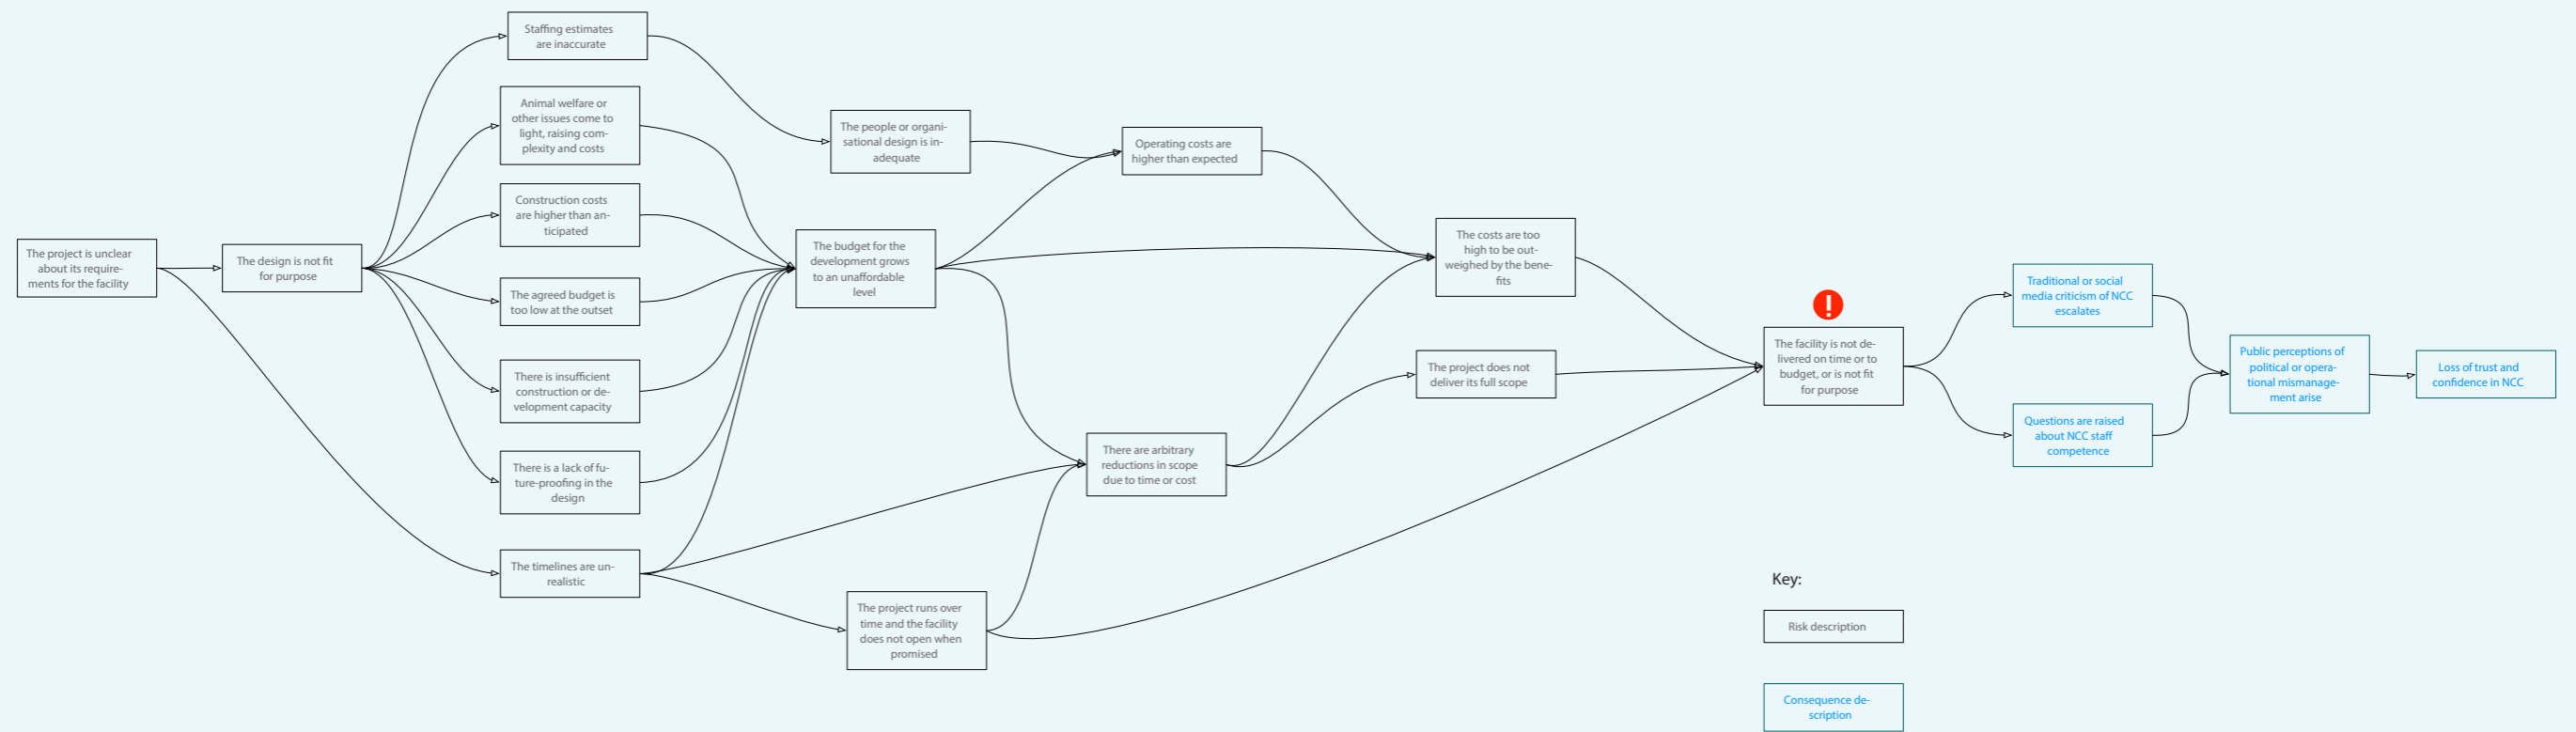 Staffing estimates
are inaccurate
Animal welfare or
other issues come to
light, raising com-
plexity and costs
The people or organi-
sational design is in-
adequate
Operating costs are
higher than expected
Construction costs
are higher than an-
ticipated
The project is unclear
about its require-
ments for the facility
The design is not fit
for purpose
The budget for the
development grows
to an unaffordable
level
The costs are too
high to be out-
weighed by the bene-
fits
The agreed budget is
too low at the outset
Traditional or social
media criticism of NCC
escalates
The facility is not de-
livered on time or to
budget, or is not fit
for purpose
Public perceptions of
political or opera-
tional mismanage-
ment arise
Loss of trust and
confidence in NCC
There is insufficient
construction or de-
velopment capacity
The project does not
deliver its full scope
Questions are raised
about NCC staff
competence
There is a lack of fu-
ture-proofing in the
design
There are arbitrary
reductions in scope
due to time or cost
The timelines are un-
realistic
The project runs over
time and the facility
does not open when
promised
Key:
Risk description
Consequence de-
scription